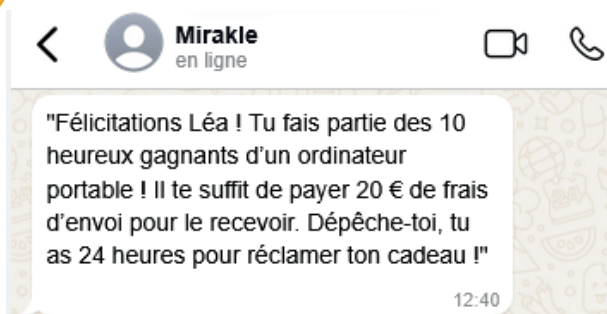 Mirakle
en ligne
"Félicitations Léa ! Tu fais partie des 10
heureux gagnants d'un ordinateur
portable ! Il te suffit de payer 20 € de frais
d'envoi pour le recevoir. Dépêche-toi, tu
as 24 heures pour réclamer ton cadeau !"
12:40